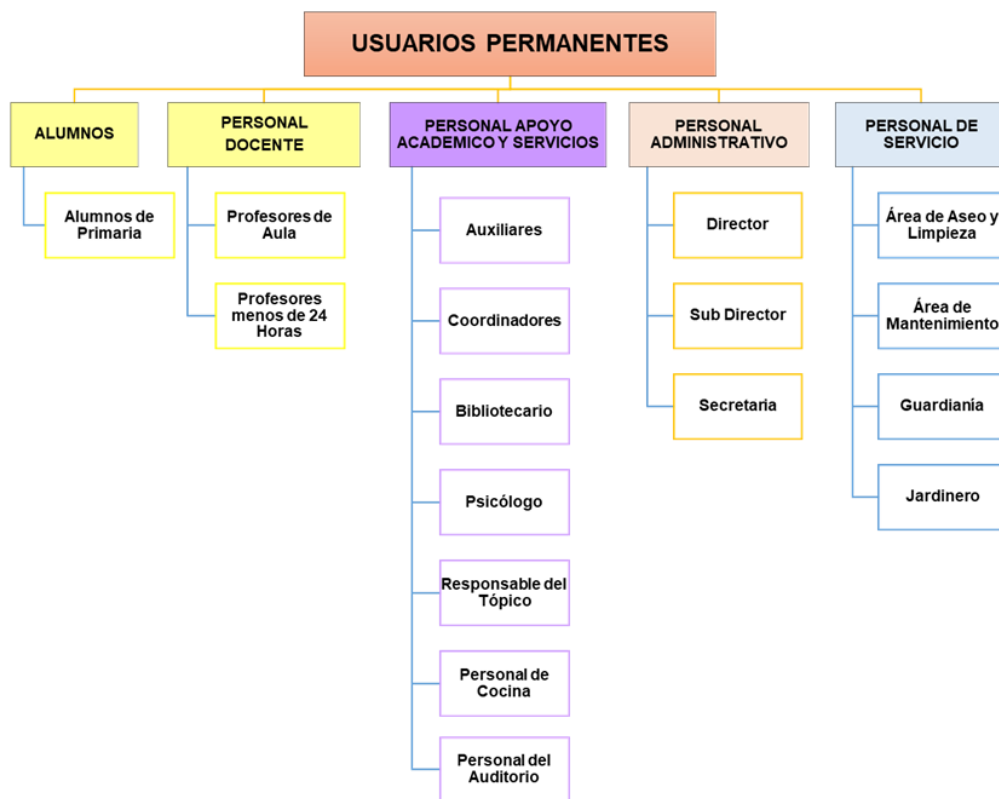 USUARIOS PERMANENTES
ALUMNOS
Alumnos de
Primaria
PERSONAL
DOCENTE
Profesores de
Aula
Profesores
menos de 24
Horas
PERSONAL APOYO
ACADEMICO Y SERVICIOS
Auxiliares
Coordinadores
Bibliotecario
Psicólogo
Responsable del
Tópico
Personal de
Cocina
Personal del
Auditorio
PERSONAL
ADMINISTRATIVO
Director
Sub Director
Secretaria
PERSONAL DE
SERVICIO
Área de Aseo y
Limpieza
Área de
Mantenimiento
Guardianía
Jardinero